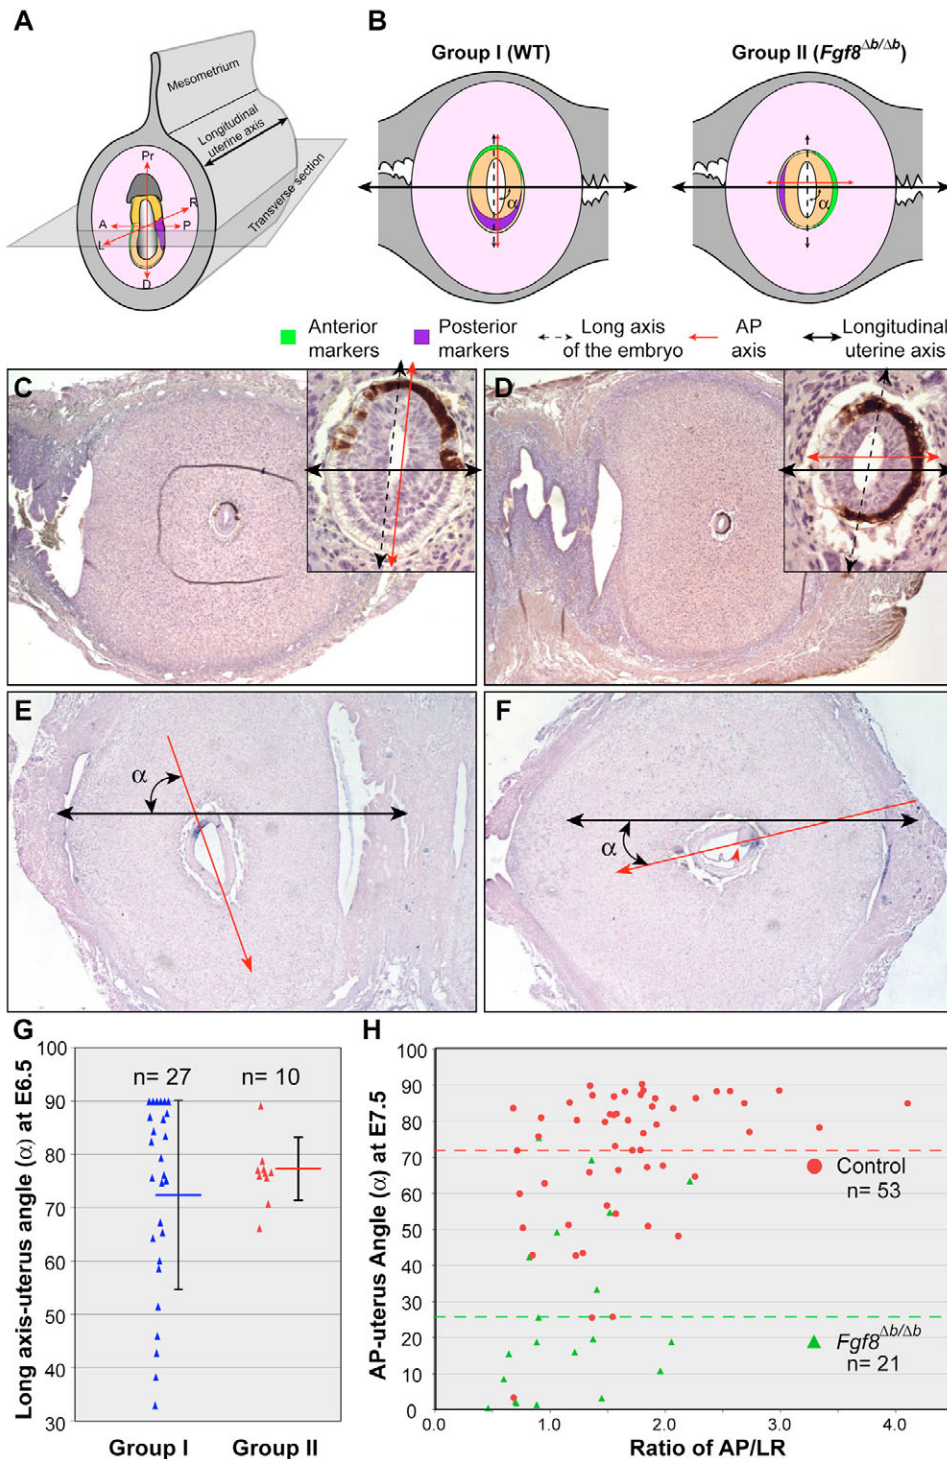 A
Mesometrium
Longitudinal
uterine axis
Transverse section
Pr
R
A
P
L
D
B
Group I (WT)
Group II (Fgf8Δb/Δb)
α
α
Anterior
markers
Posterior
markers
Long axis
of the embryo
AP
axis
Longitudinal
uterine axis
C
D
E
α
F
α
G
Long axis-uterus angle (α) at E6.5
100
90
80
70
60
50
40
30
n= 27
n= 10
Group I
Group II
H
AP-uterus Angle (α) at E7.5
100
90
80
70
60
50
40
30
20
10
0
Control
n= 53
Fgf8Δb/Δb
n= 21
0.0
1.0
2.0
3.0
4.0
Ratio of AP/LR